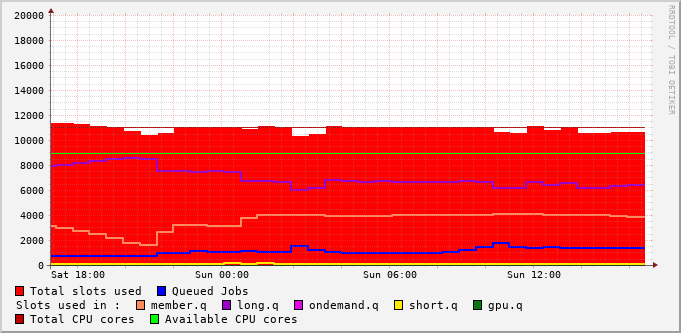 RRDTOOL / TOBI OETIKER
20000
18000
16000
14000
12000
10000
8000
6000
4000
2000
0
Sat 18:00 Sun 00:00 Sun 06:00 Sun 12:00
Total slots used Queued Jobs
Slots used in : member.q long.q ondemand.q short.q gpu.q
Total CPU cores Available CPU cores